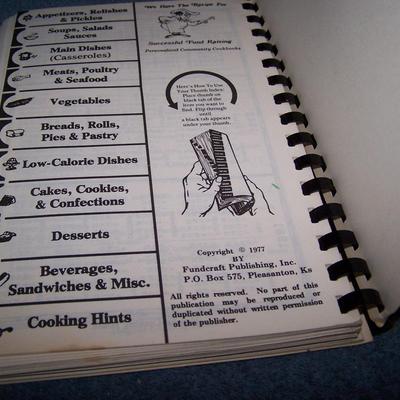 Appetizers, Relishes
& Pickles
Soups, Salads
Sauces
Main Dishes
(Casseroles)
Meats, Poultry
& Seafood
Vegetables
Breads, Rolls,
Pies & Pastry
Low-Calorie Dishes
Cakes, Cookies,
& Confections
Desserts
Beverages,
Sandwiches & Misc.
Cooking Hints
We Have The Recipe For
Successful Fund Raising
Personalized Community Cookbooks
Here's How To Use
Your Thumb Index:
Place thumb on
black tab of the
item you want to
find. Flip through
until
a black tab appears
under your thumb.
Copyright © 1977
BY
Fundcraft Publishing, Inc.
P.O. Box 575, Pleasanton, Ks
All rights reserved. No part of this
publication may be reproduced or
duplicated without written permission
of the publisher.